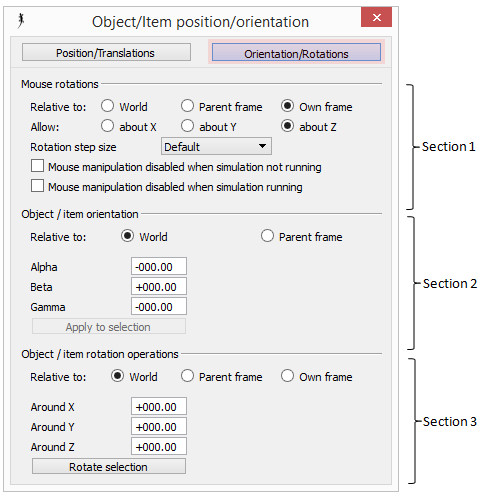 Object/Item position/orientation
Position/Translations Orientation/Rotations
Mouse rotations
Relative to: World Parent frame Own frame
Allow: about X about Y about Z
Rotation step size Default
Mouse manipulation disabled when simulation not running
Mouse manipulation disabled when simulation running
Section 1
Object / item orientation
Relative to: World Parent frame
Alpha -000.00
Beta +000.00
Gamma -000.00
Apply to selection
Section 2
Object / item rotation operations
Relative to: World Parent frame Own frame
Around X +000.00
Around Y +000.00
Around Z +000.00
Rotate selection
Section 3